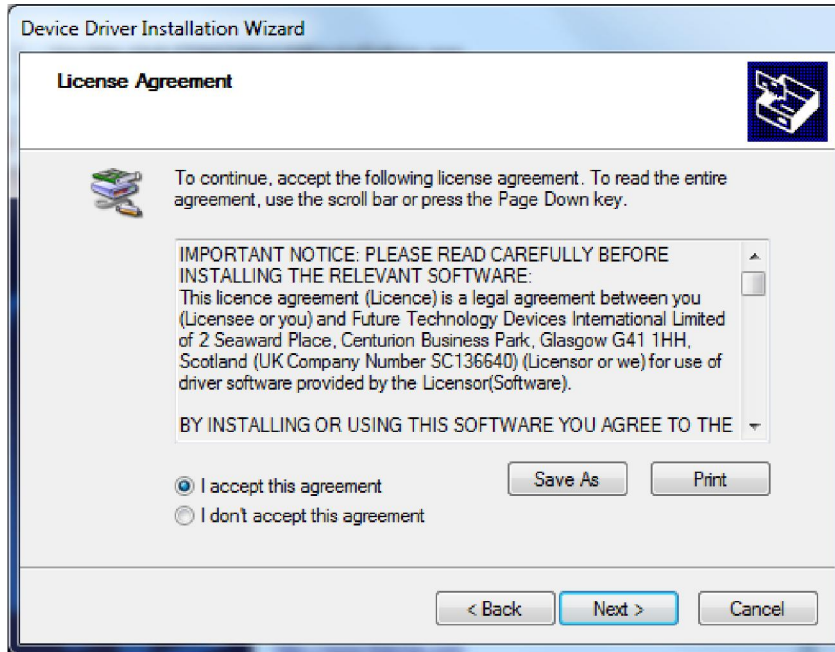 Device Driver Installation Wizard
License Agreement
To continue, accept the following license agreement. To read the entire
agreement, use the scroll bar or press the Page Down key.
IMPORTANT NOTICE: PLEASE READ CAREFULLY BEFORE
INSTALLING THE RELEVANT SOFTWARE:
This licence agreement (Licence) is a legal agreement between you
(Licensee or you) and Future Technology Devices International Limited
of 2 Seaward Place, Centurion Business Park, Glasgow G41 1HH,
Scotland (UK Company Number SC136640) (Licensor or we) for use of
driver software provided by the Licensor(Software).
BY INSTALLING OR USING THIS SOFTWARE YOU AGREE TO THE
I accept this agreement
Save As
Print
I don't accept this agreement
< Back
Next >
Cancel